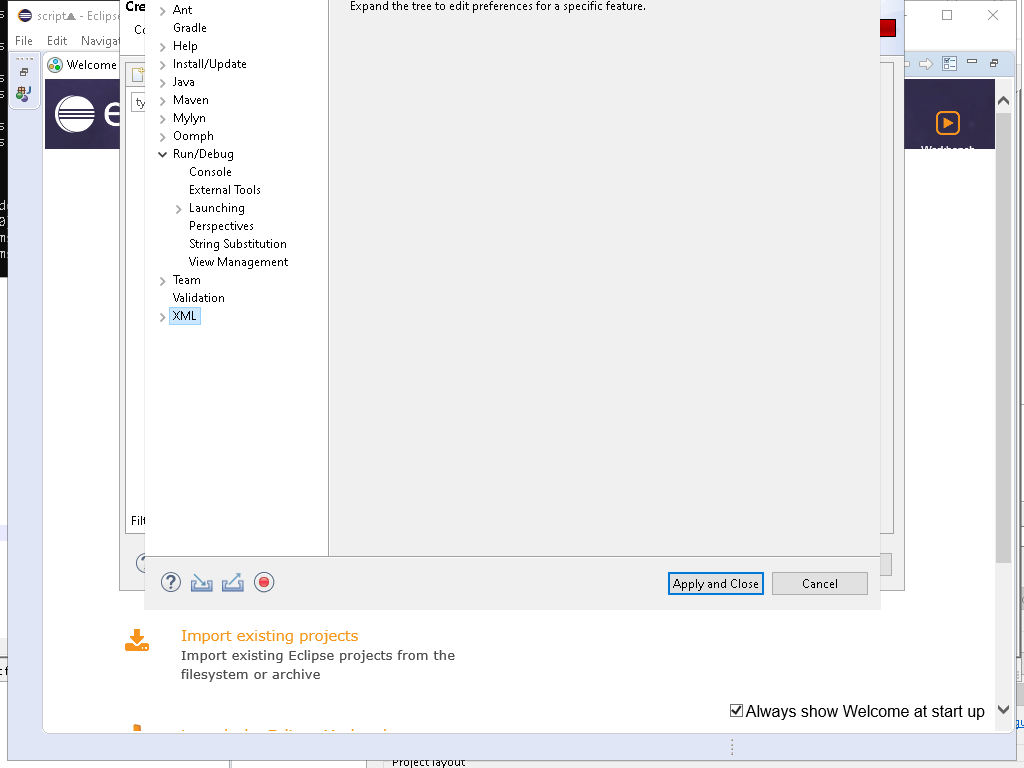 script - Eclipse
File Edit Navigat
Welcome
Cre
Co
ty
Filt
Ant
Gradle
Help
Install/Update
Java
Maven
Mylyn
Oomph
Run/Debug
Console
External Tools
Launching
Perspectives
String Substitution
View Management
Team
Validation
XML
Expand the tree to edit preferences for a specific feature.
Apply and Close
Cancel
Workbench
Import existing projects
Import existing Eclipse projects from the
filesystem or archive
Always show Welcome at start up
Project layout